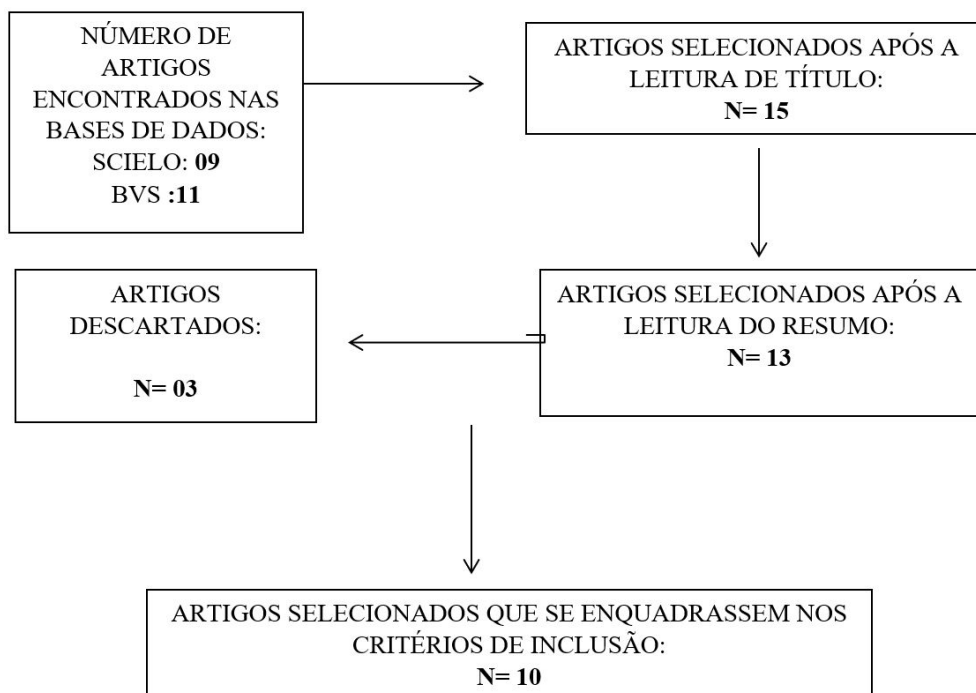 NÚMERO DE
ARTIGOS
ENCONTRADOS NAS
BASES DE DADOS:
SCIELO: 09
BVS :11
ARTIGOS SELECIONADOS APÓS A
LEITURA DE TÍTULO:
N= 15
ARTIGOS SELECIONADOS APÓS A
LEITURA DO RESUMO:
N= 13
ARTIGOS
DESCARTADOS:
N= 03
ARTIGOS SELECIONADOS QUE SE ENQUADRASSEM NOS
CRITÉRIOS DE INCLUSÃO:
N= 10